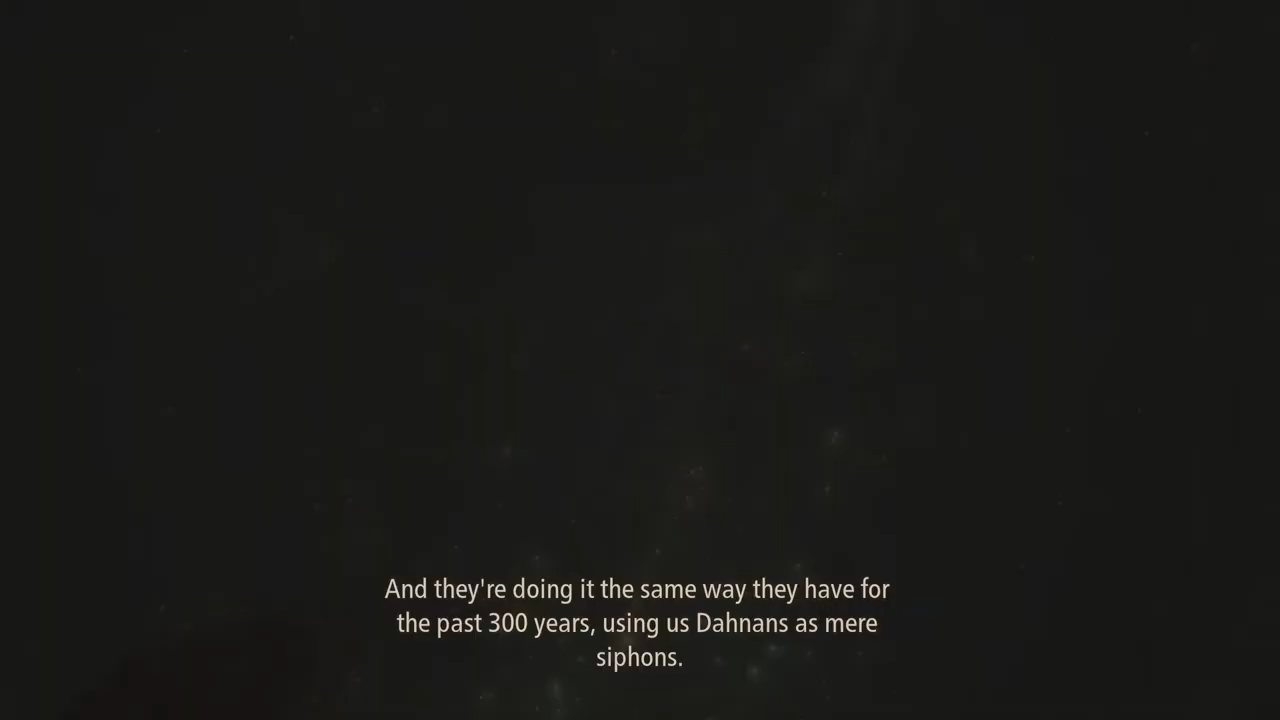 And they're doing it the same way they have for
the past 300 years, using us Dahnans as mere
siphons.